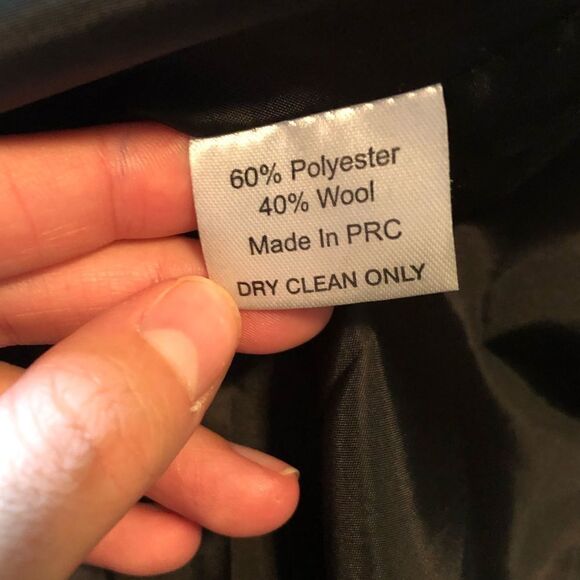 60% Polyester
40% Wool
Made In PRC
DRY CLEAN ONLY